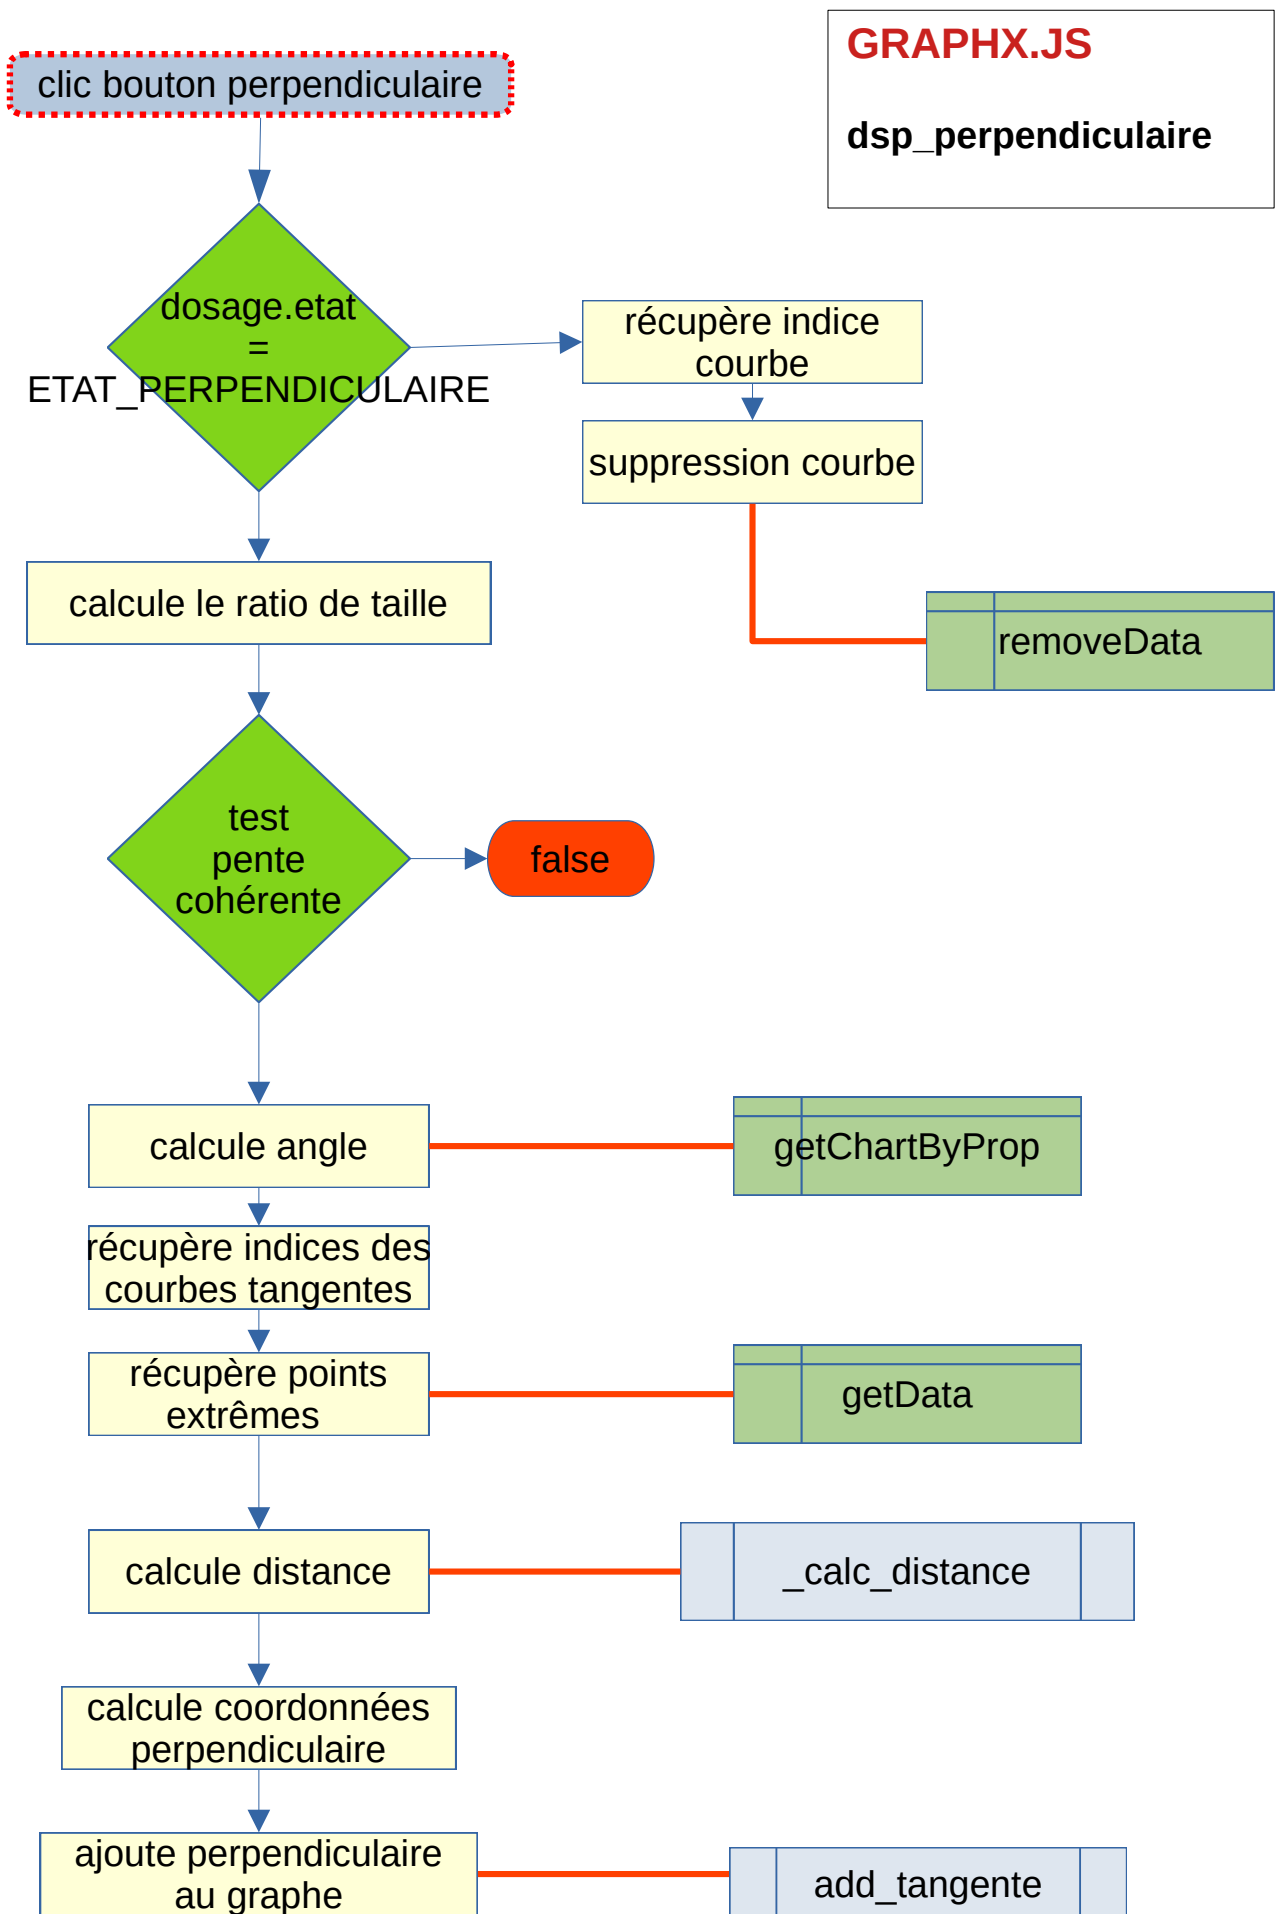 clic bouton perpendiculaire
GRAPHX.JS
dsp_perpendiculaire
dosage.etat
=
ETAT_PERPENDICULAIRE
récupère indice
courbe
suppression courbe
calcule le ratio de taille
removeData
test
pente
cohérente
false
calcule angle
getChartByProp
récupère indices des
courbes tangentes
récupère points
extrêmes
getData
calcule distance
_calc_distance
calcule coordonnées
perpendiculaire
ajoute perpendiculaire
au graphe
add_tangente